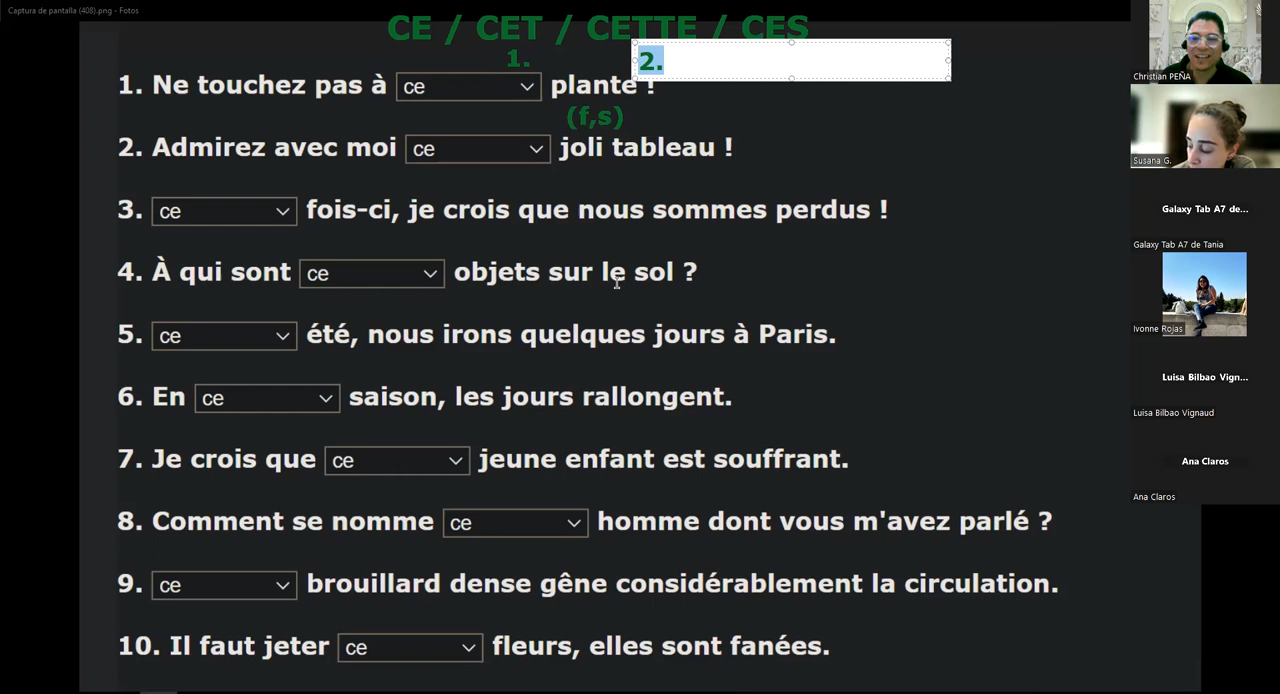 Captura de pantalla (408).png - Fotos
CE / CET / CETTE / CES
1.
2.
1. Ne touchez pas à ce plante !
(f,s)
2. Admirez avec moi ce joli tableau !
3. ce fois-ci, je crois que nous sommes perdus !
4. À qui sont ce objets sur le sol ?
5. ce été, nous irons quelques jours à Paris.
6. En ce saison, les jours rallongent.
7. Je crois que ce jeune enfant est souffrant.
8. Comment se nomme ce homme dont vous m'avez parlé ?
9. ce brouillard dense gêne considérablement la circulation.
10. Il faut jeter ce fleurs, elles sont fanées.
Christian PEÑA
Susana G.
Galaxy Tab A7 de...
Galaxy Tab A7 de Tania
Ivonne Rojas
Luisa Bilbao Vign...
Luisa Bilbao Vignaud
Ana Claros
Ana Claros